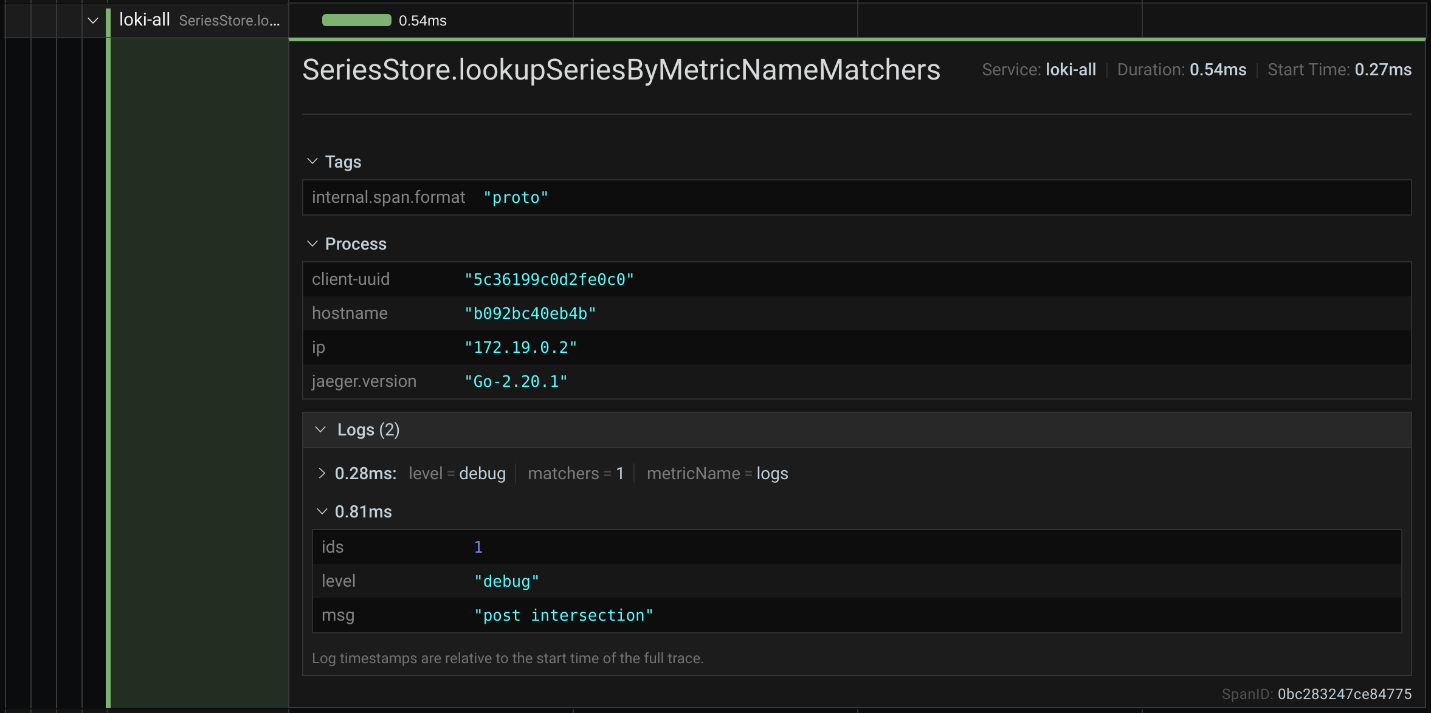 loki-all SeriesStore.lo... 0.54ms
SeriesStore.lookupSeriesByMetricNameMatchers Service: loki-all Duration: 0.54ms Start Time: 0.27ms
Tags
internal.span.format "proto"
Process
client-uuid "5c36199c0d2fe0c0"
hostname "b092bc40eb4b"
ip "172.19.0.2"
jaeger.version "Go-2.20.1"
Logs (2)
0.28ms: level = debug matchers = 1 metricName = logs
0.81ms
ids 1
level "debug"
msg "post intersection"
Log timestamps are relative to the start time of the full trace.
SpanID: 0bc283247ce84775